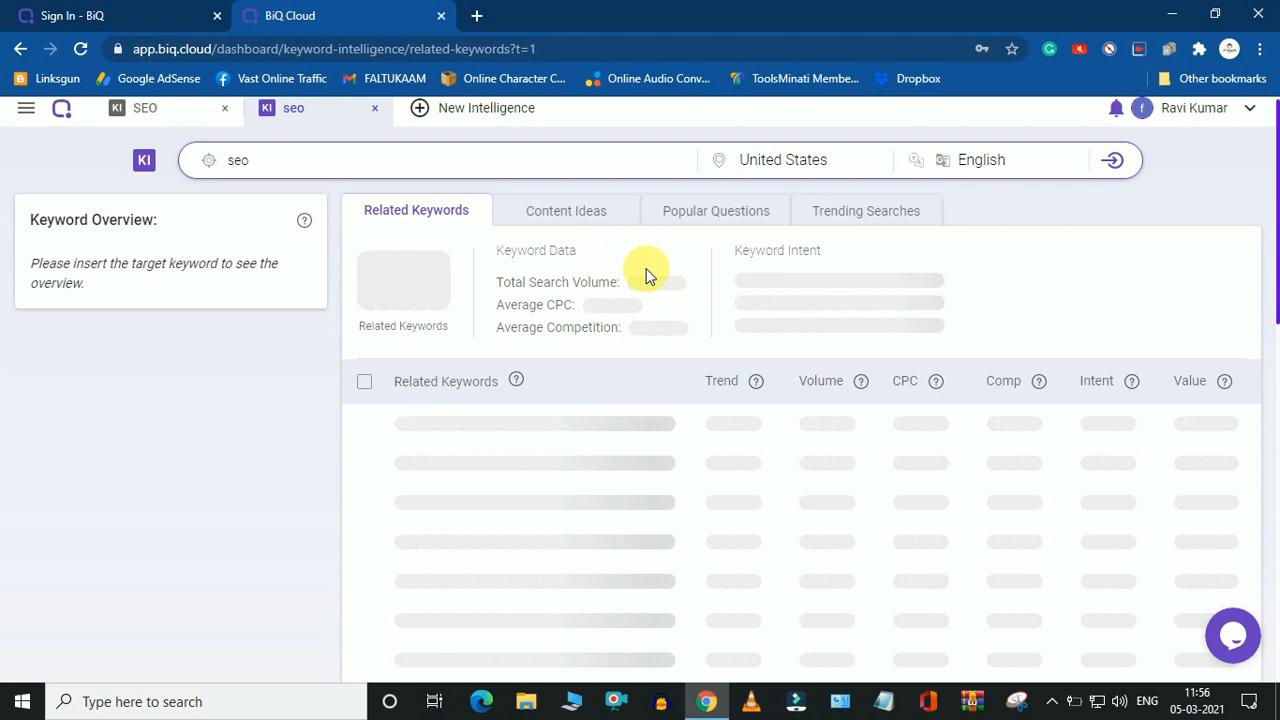 Sign In - BiQ
BiQ Cloud
app.biq.cloud/dashboard/keyword-intelligence/related-keywords?t=1
Linksgun
Google AdSense
Vast Online Traffic
FALTUKAAM
Online Character C...
Online Audio Conv...
ToolsMinati Membe...
Dropbox
Other bookmarks
KI SEO
KI seo
New Intelligence
f Ravi Kumar
KI seo United States English
Keyword Overview:
Please insert the target keyword to see the
overview.
Related Keywords
Content Ideas
Popular Questions
Trending Searches
Related Keywords
Keyword Data
Total Search Volume:
Average CPC:
Average Competition:
Keyword Intent
Related Keywords Trend Volume CPC Comp Intent Value
Type here to search
ENG
11:56
05-03-2021